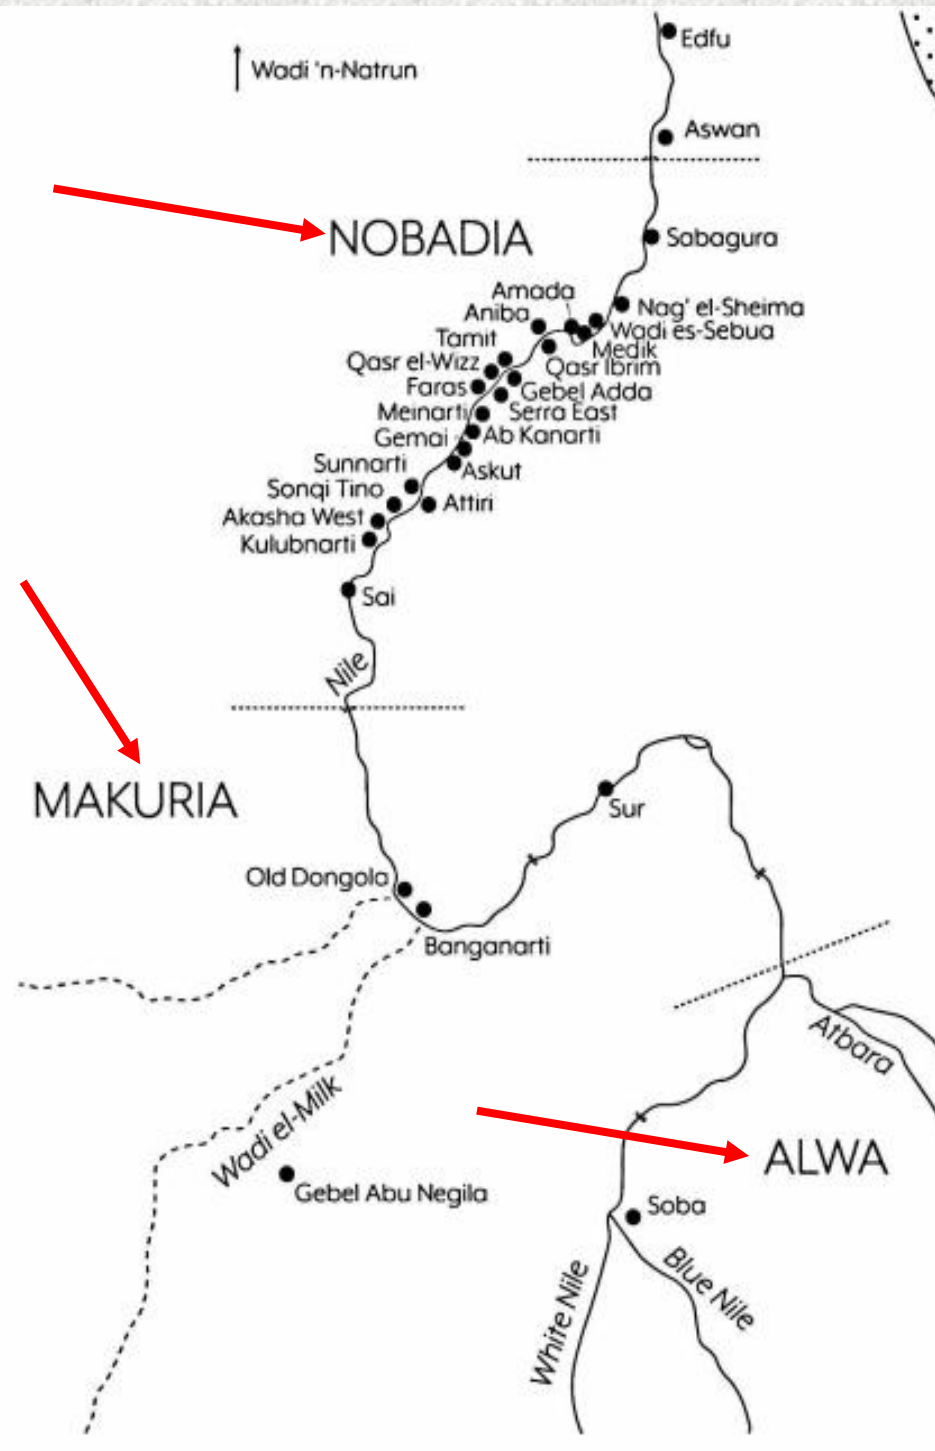 Edfu
Wadi 'n-Natrun
Aswan
NOBADIA
Sabagura
Amada
Nag' el-Sheima
Aniba
Wadi es-Sebua
Tamit
Medik
Qasr el-Wizz
Qasr Ibrim
Faras
Gebel Adda
Meinarti
Serra East
Gemai
Ab Kanarti
Sunnarti
Askut
Sonqi Tino
Attiri
Akasha West
Kulubnarti
Sai
Nile
MAKURIA
Sur
Old Dongola
Banganarti
Atbara
Wadi el-Milk
ALWA
Gebel Abu Negila
Soba
Blue Nile
White Nile